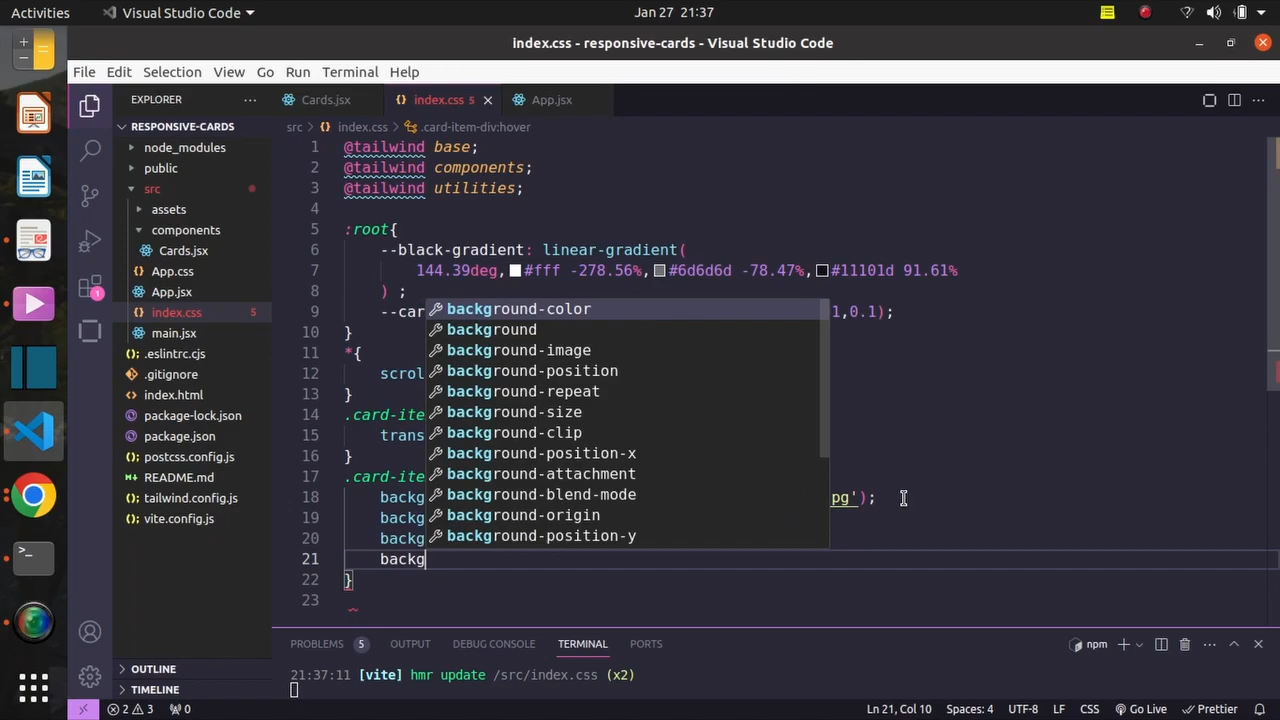 Activities Visual Studio Code Jan 27 21:37
index.css - responsive-cards - Visual Studio Code
File Edit Selection View Go Run Terminal Help
EXPLORER
Cards.jsx index.css 5 App.jsx
RESPONSIVE-CARDS
node_modules
public
src
assets
components
Cards.jsx
App.css
App.jsx
index.css 5
main.jsx
.eslintrc.cjs
.gitignore
index.html
package-lock.json
package.json
postcss.config.js
README.md
tailwind.config.js
vite.config.js
OUTLINE
TIMELINE
src index.css .card-item-div:hover
1 @tailwind base;
2 @tailwind components;
3 @tailwind utilities;
4
5 :root{
6 --black-gradient: linear-gradient(
7 144.39deg,#fff -278.56%,#6d6d6d -78.47%,#11101d 91.61%
8 ) ;
9 --car 1,0.1);
10 }
11 *{
12 scrol
13 }
14 .card-ite
15 trans
16 }
17 .card-ite
18 backg pg');
19 backg
20 backg
21 backg
22 }
23
background-color
background
background-image
background-position
background-repeat
background-size
background-clip
background-position-x
background-attachment
background-blend-mode
background-origin
background-position-y
PROBLEMS 5 OUTPUT DEBUG CONSOLE TERMINAL PORTS
npm
21:37:11 [vite] hmr update /src/index.css (x2)
1
2 3 0 Ln 21, Col 10 Spaces: 4 UTF-8 LF CSS Go Live Prettier